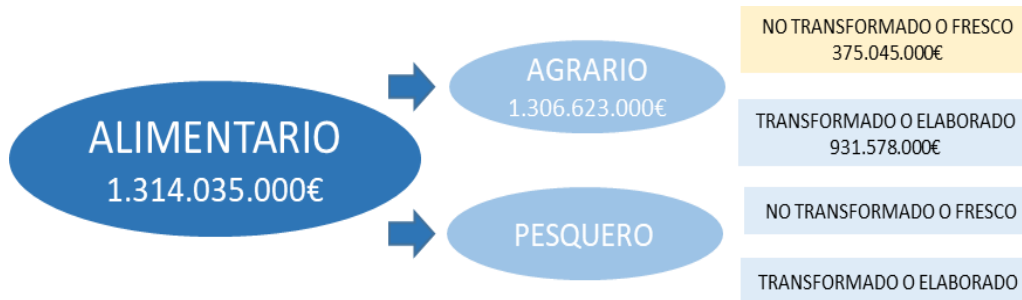 ALIMENTARIO
1.314.035.000€
AGRARIO
1.306.623.000€
NO TRANSFORMADO O FRESCO
375.045.000€
TRANSFORMADO O ELABORADO
931.578.000€
PESQUERO
NO TRANSFORMADO O FRESCO
TRANSFORMADO O ELABORADO